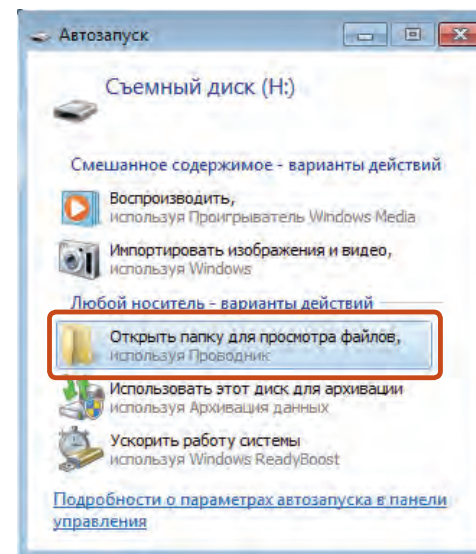 Автозапуск
Съемный диск (H:)
Смешанное содержимое - варианты действий
Воспроизводить,
используя Проигрыватель Windows Media
Импортировать изображения и видео,
используя Windows
Любой носитель - варианты действий
Открыть папку для просмотра файлов,
используя Проводник
Использовать этот диск для архивации
используя Архивация данных
Ускорить работу системы
используя Windows ReadyBoost
Подробности о параметрах автозапуска в панели
управления